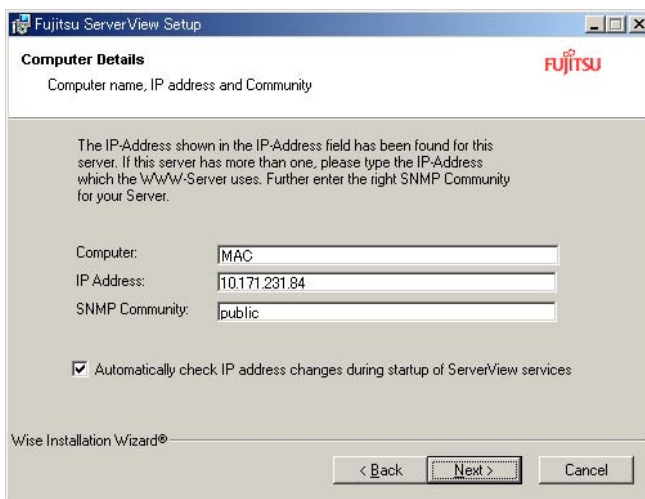 Fujitsu ServerView Setup
Computer Details
Computer name, IP address and Community
FUJITSU
The IP-Address shown in the IP-Address field has been found for this
server. If this server has more than one, please type the IP-Address
which the WWW-Server uses. Further enter the right SNMP Community
for your Server.
Computer: MAC
IP Address: 10.171.231.84
SNMP Community: public
Automatically check IP address changes during startup of ServerView services
Wise Installation Wizard®
< Back Next > Cancel